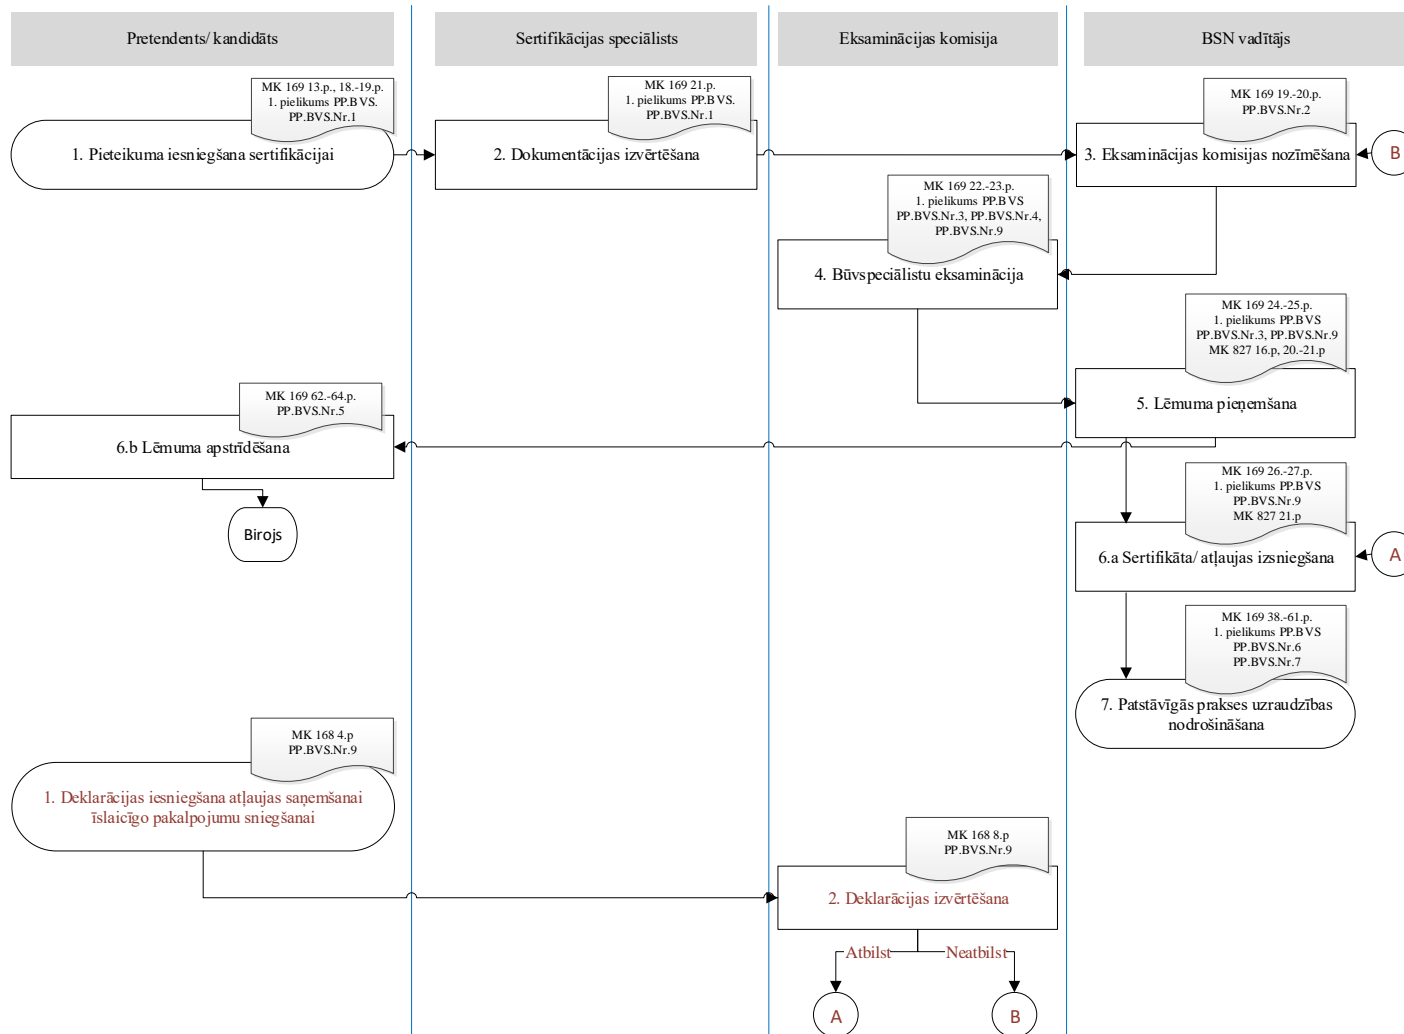 Pretendents/ kandidāts
Sertifikācijas speciālists
Eksaminācijas komisija
BSN vadītājs
MK 169 13.p., 18.-19.p.
1. pielikums PP.BVS.
PP.BVS.Nr.1
1. Pieteikuma iesniegšana sertifikācijai
MK 169 21.p.
1. pielikums PP.BVS.
PP.BVS.Nr.1
2. Dokumentācijas izvērtēšana
MK 169 19.-20.p.
PP.BVS.Nr.2
3. Eksaminācijas komisijas nozīmēšana
B
MK 169 22.-23.p.
1. pielikums PP.BVS
PP.BVS.Nr.3, PP.BVS.Nr.4,
PP.BVS.Nr.9
4. Būvspeciālistu eksaminācija
MK 169 24.-25.p.
1. pielikums PP.BVS
PP.BVS.Nr.3, PP.BVS.Nr.9
MK 827 16.p, 20.-21.p
5. Lēmuma pieņemšana
MK 169 62.-64.p.
PP.BVS.Nr.5
6.b Lēmuma apstrīdēšana
Birojs
MK 169 26.-27.p.
1. pielikums PP.BVS
PP.BVS.Nr.9
MK 827 21.p
6.a Sertifikāta/ atļaujas izsniegšana
A
MK 169 38.-61.p.
1. pielikums PP.BVS
PP.BVS.Nr.6
PP.BVS.Nr.7
7. Patstāvīgās prakses uzraudzības
nodrošināšana
MK 168 4.p
PP.BVS.Nr.9
1. Deklarācijas iesniegšana atļaujas saņemšanai
īslaicīgo pakalpojumu sniegšanai
MK 168 8.p
PP.BVS.Nr.9
2. Deklarācijas izvērtēšana
Atbilst
Neatbilst
A
B